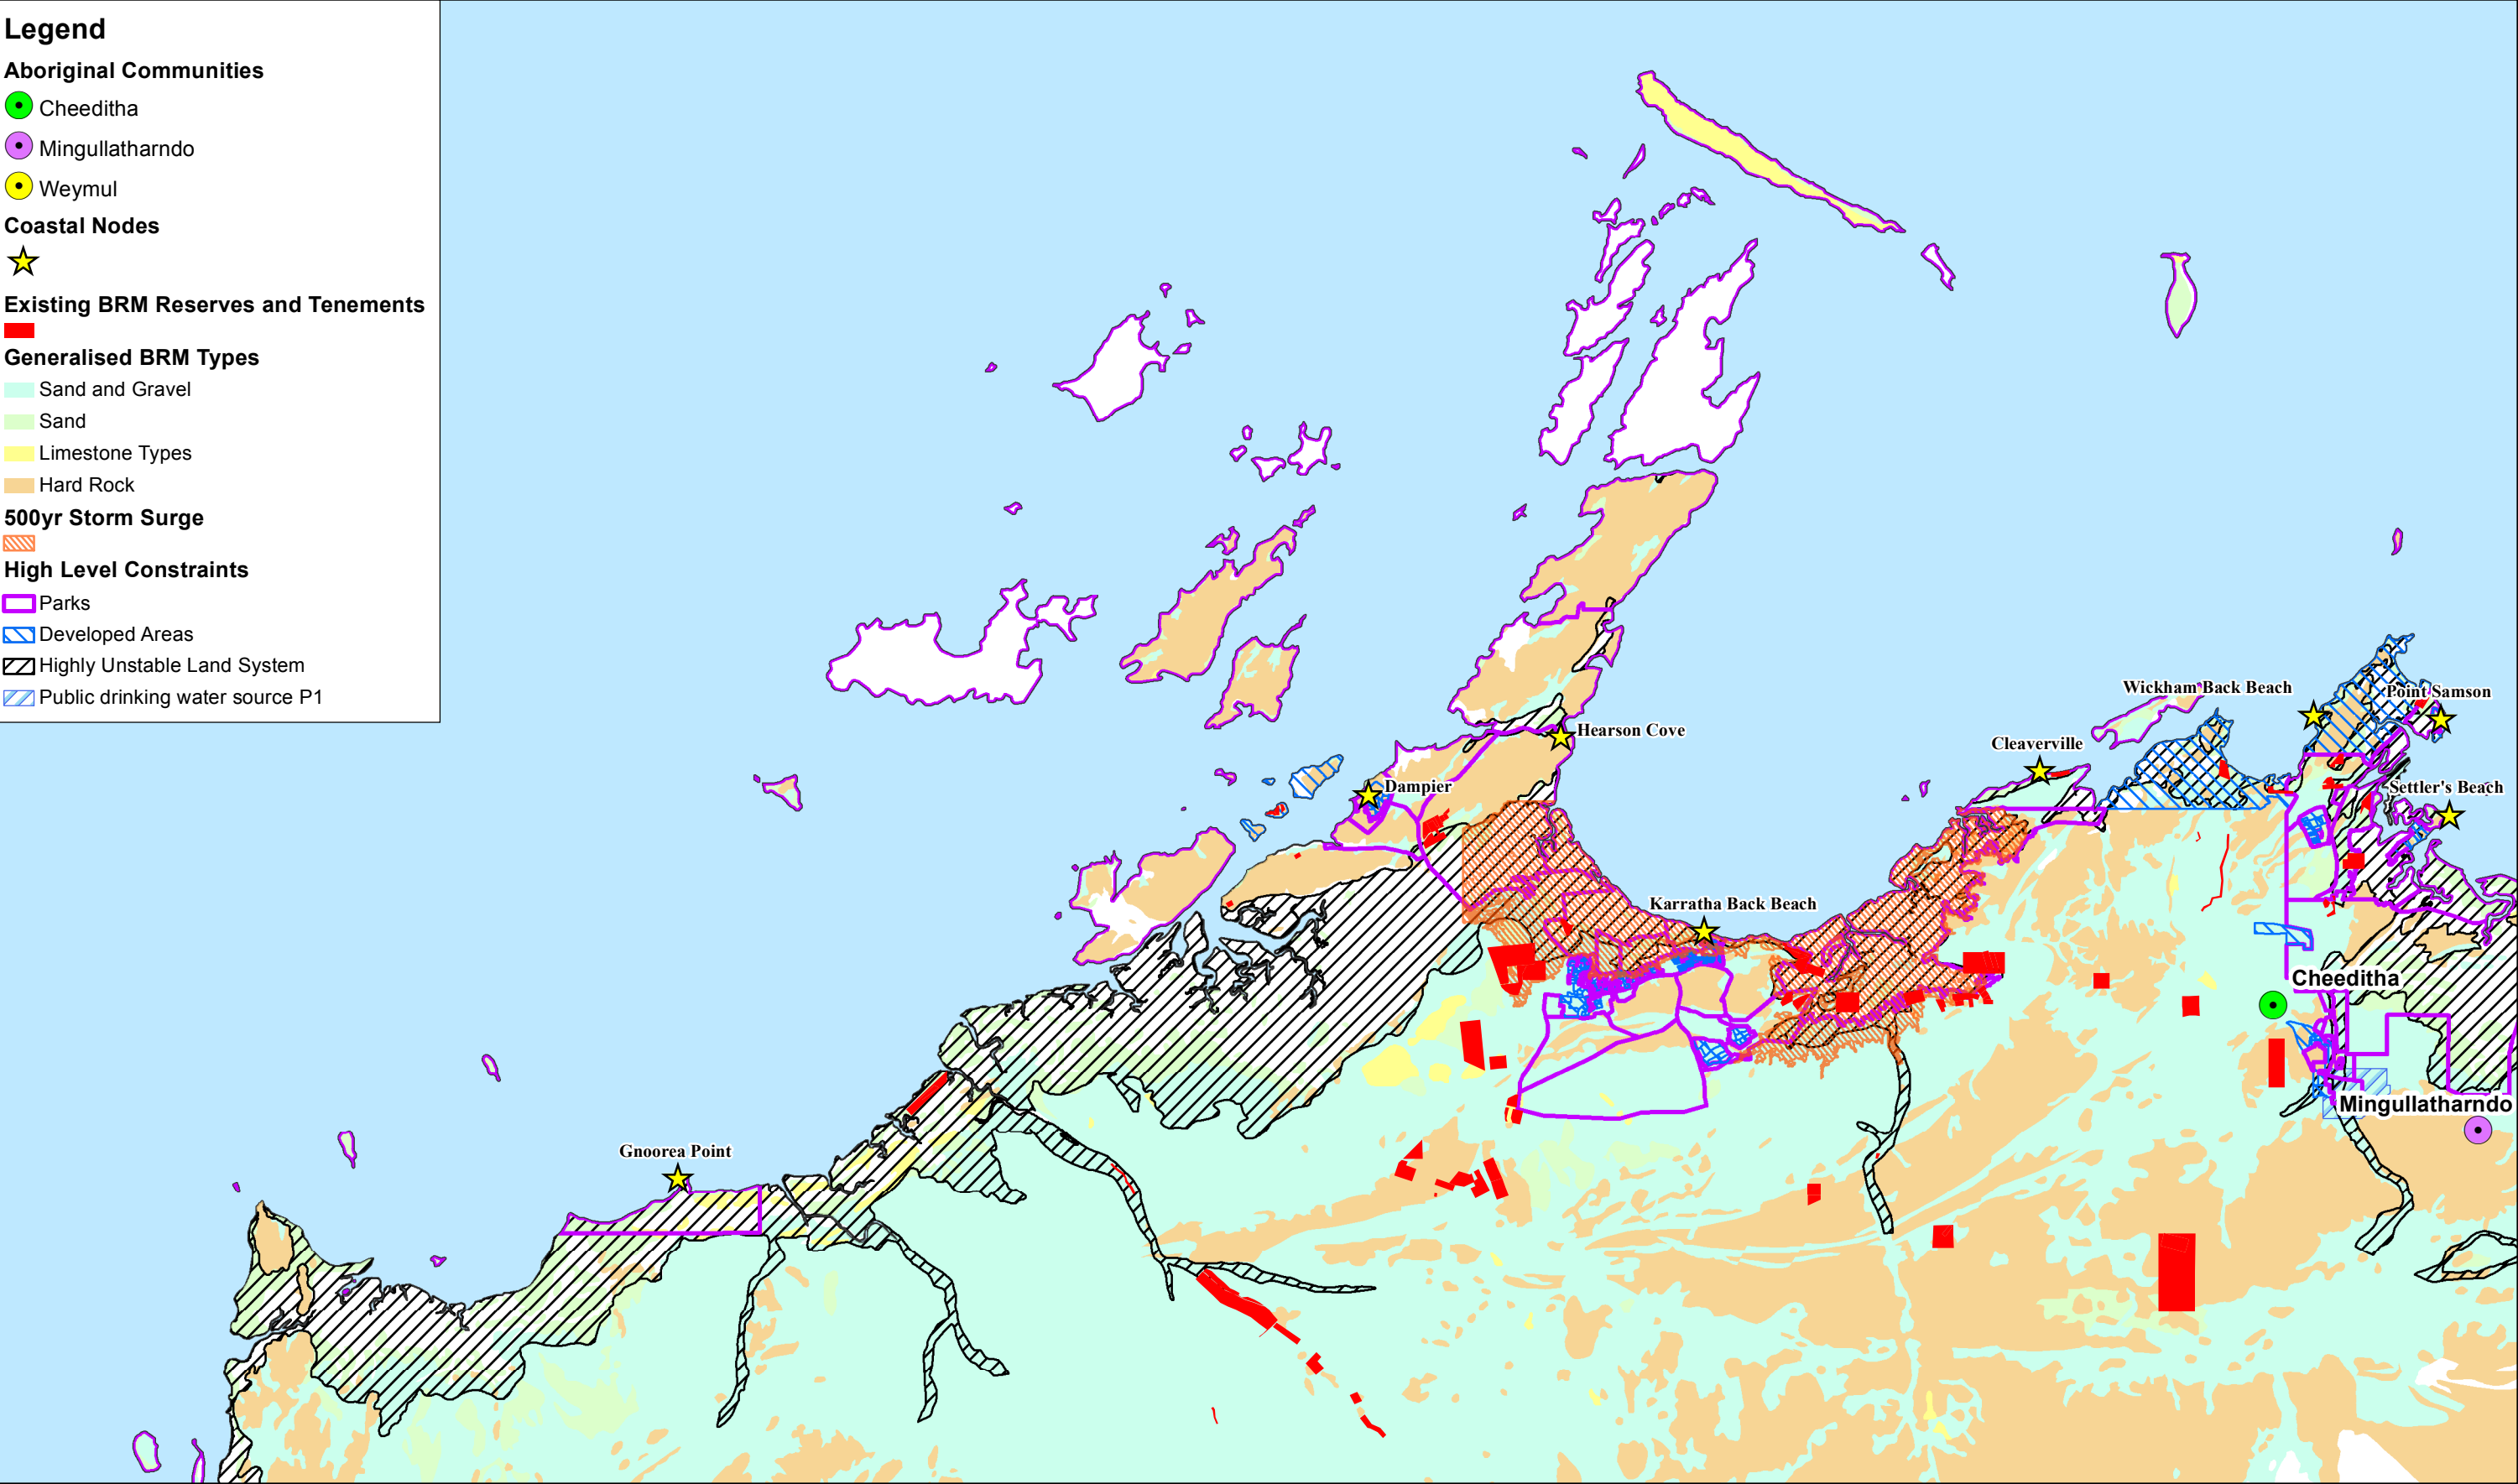 Legend
Aboriginal Communities
Cheeditha
Mingullatharndo
Weymul
Coastal Nodes
Existing BRM Reserves and Tenements
Generalised BRM Types
Sand and Gravel
Sand
Limestone Types
Hard Rock
500yr Storm Surge
High Level Constraints
Parks
Developed Areas
Highly Unstable Land System
Public drinking water source P1
Wickham Back Beach
Point Samson
Hearson Cove
Cleaverville
Dampier
Settler's Beach
Karratha Back Beach
Cheeditha
Mingullatharndo
Gnoorea Point